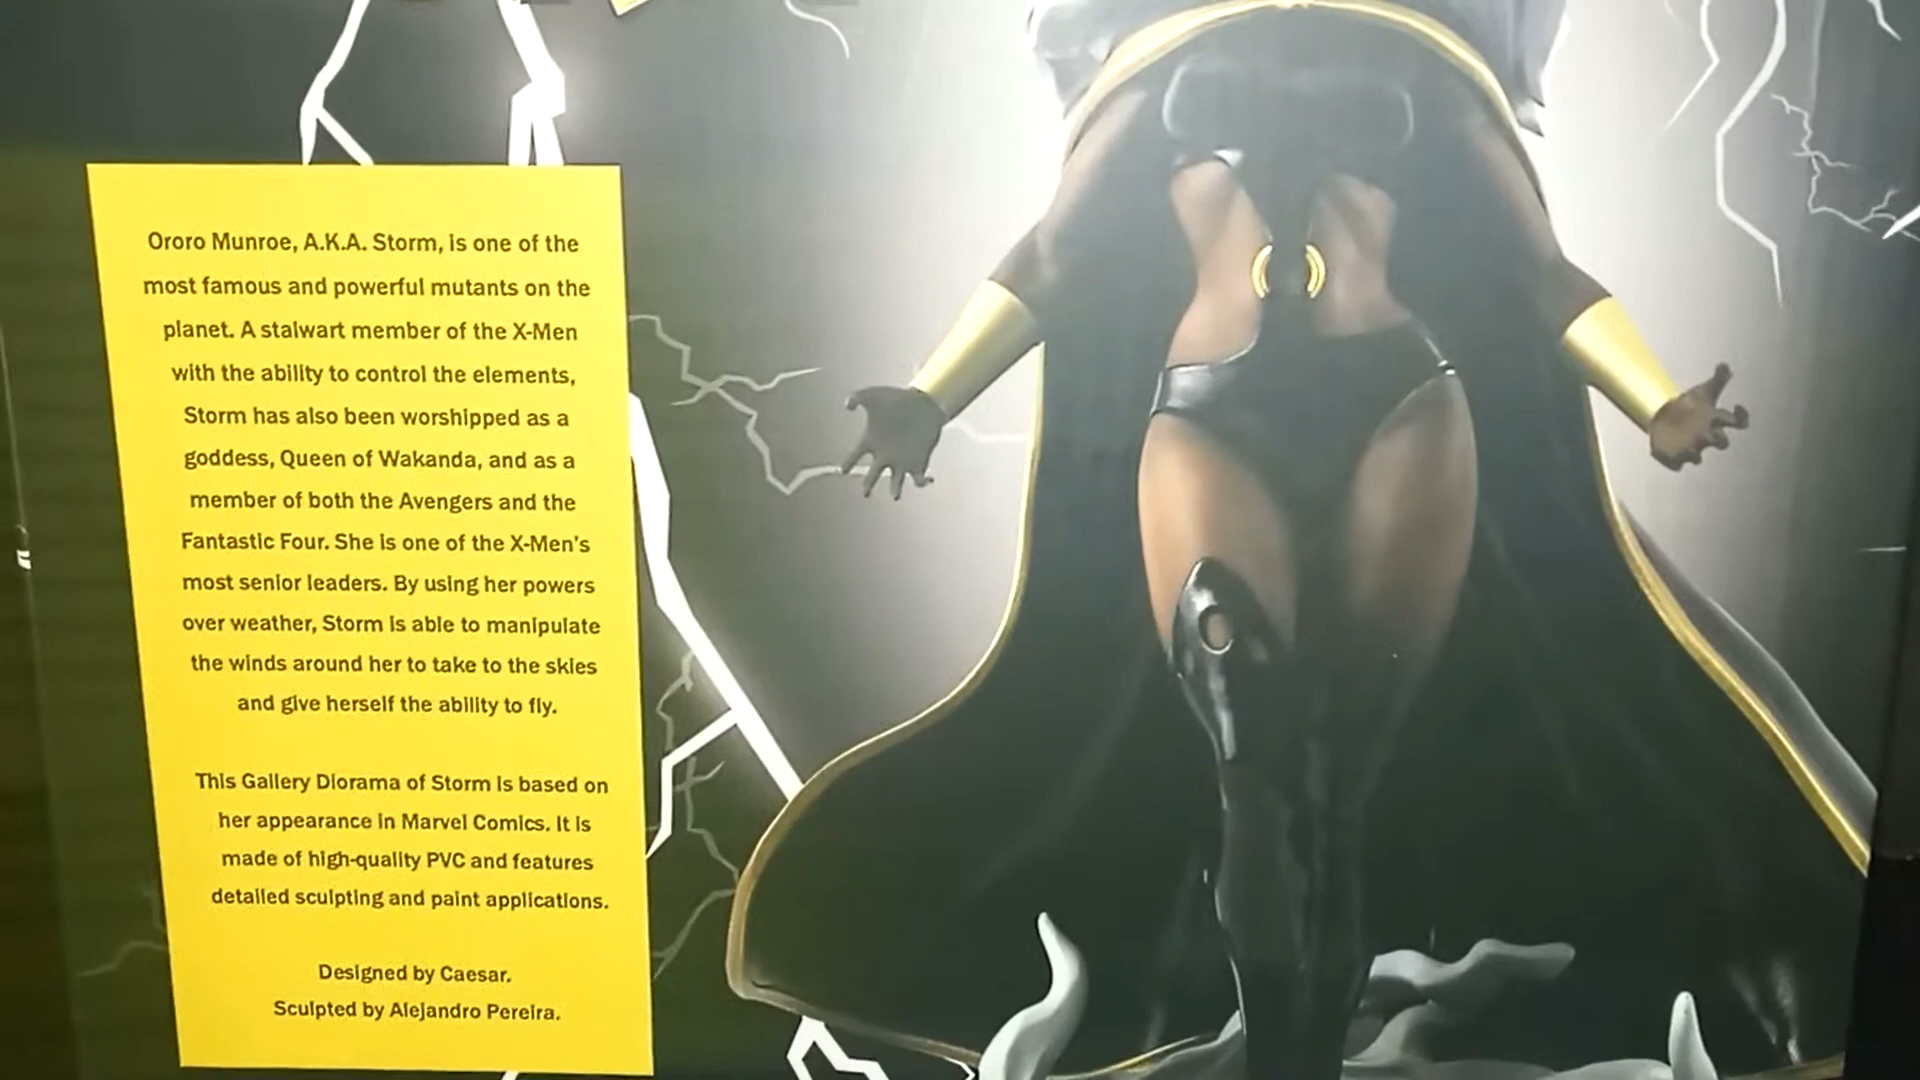 Ororo Munroe, A.K.A. Storm, is one of the
most famous and powerful mutants on the
planet. A stalwart member of the X-Men
with the ability to control the elements,
Storm has also been worshipped as a
goddess, Queen of Wakanda, and as a
member of both the Avengers and the
Fantastic Four. She is one of the X-Men's
most senior leaders. By using her powers
over weather, Storm is able to manipulate
the winds around her to take to the skies
and give herself the ability to fly.
This Gallery Diorama of Storm is based on
her appearance in Marvel Comics. It is
made of high-quality PVC and features
detailed sculpting and paint applications.
Designed by Caesar.
Sculpted by Alejandro Pereira.